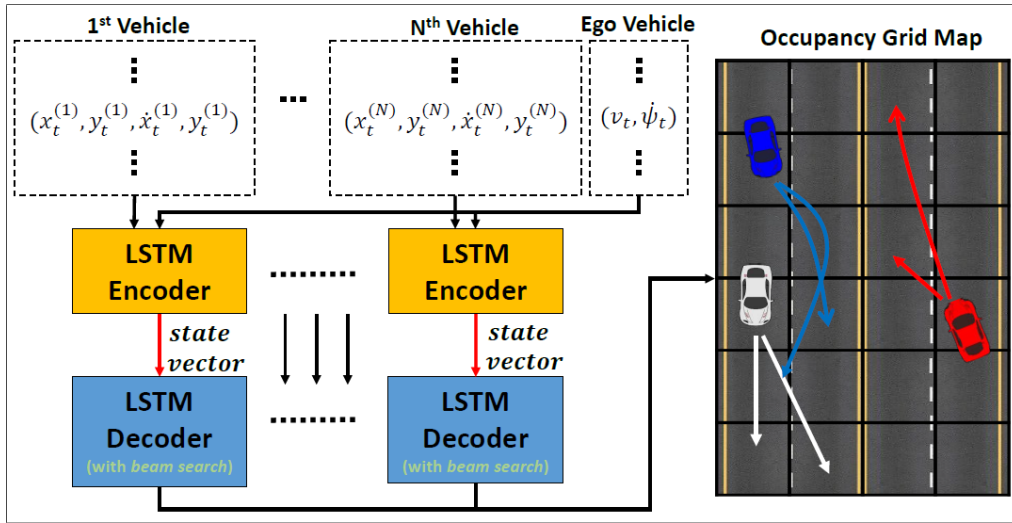 1st Vehicle
Nth Vehicle
Ego Vehicle
Occupancy Grid Map
(x_t^{(1)}, y_t^{(1)}, ẋ_t^{(1)}, y_t^{(1)})
...
(x_t^{(N)}, y_t^{(N)}, ẋ_t^{(N)}, y_t^{(N)})
(v_t, ψ̇_t)
LSTM
Encoder
LSTM
Encoder
state
vector
state
vector
LSTM
Decoder
(with beam search)
LSTM
Decoder
(with beam search)